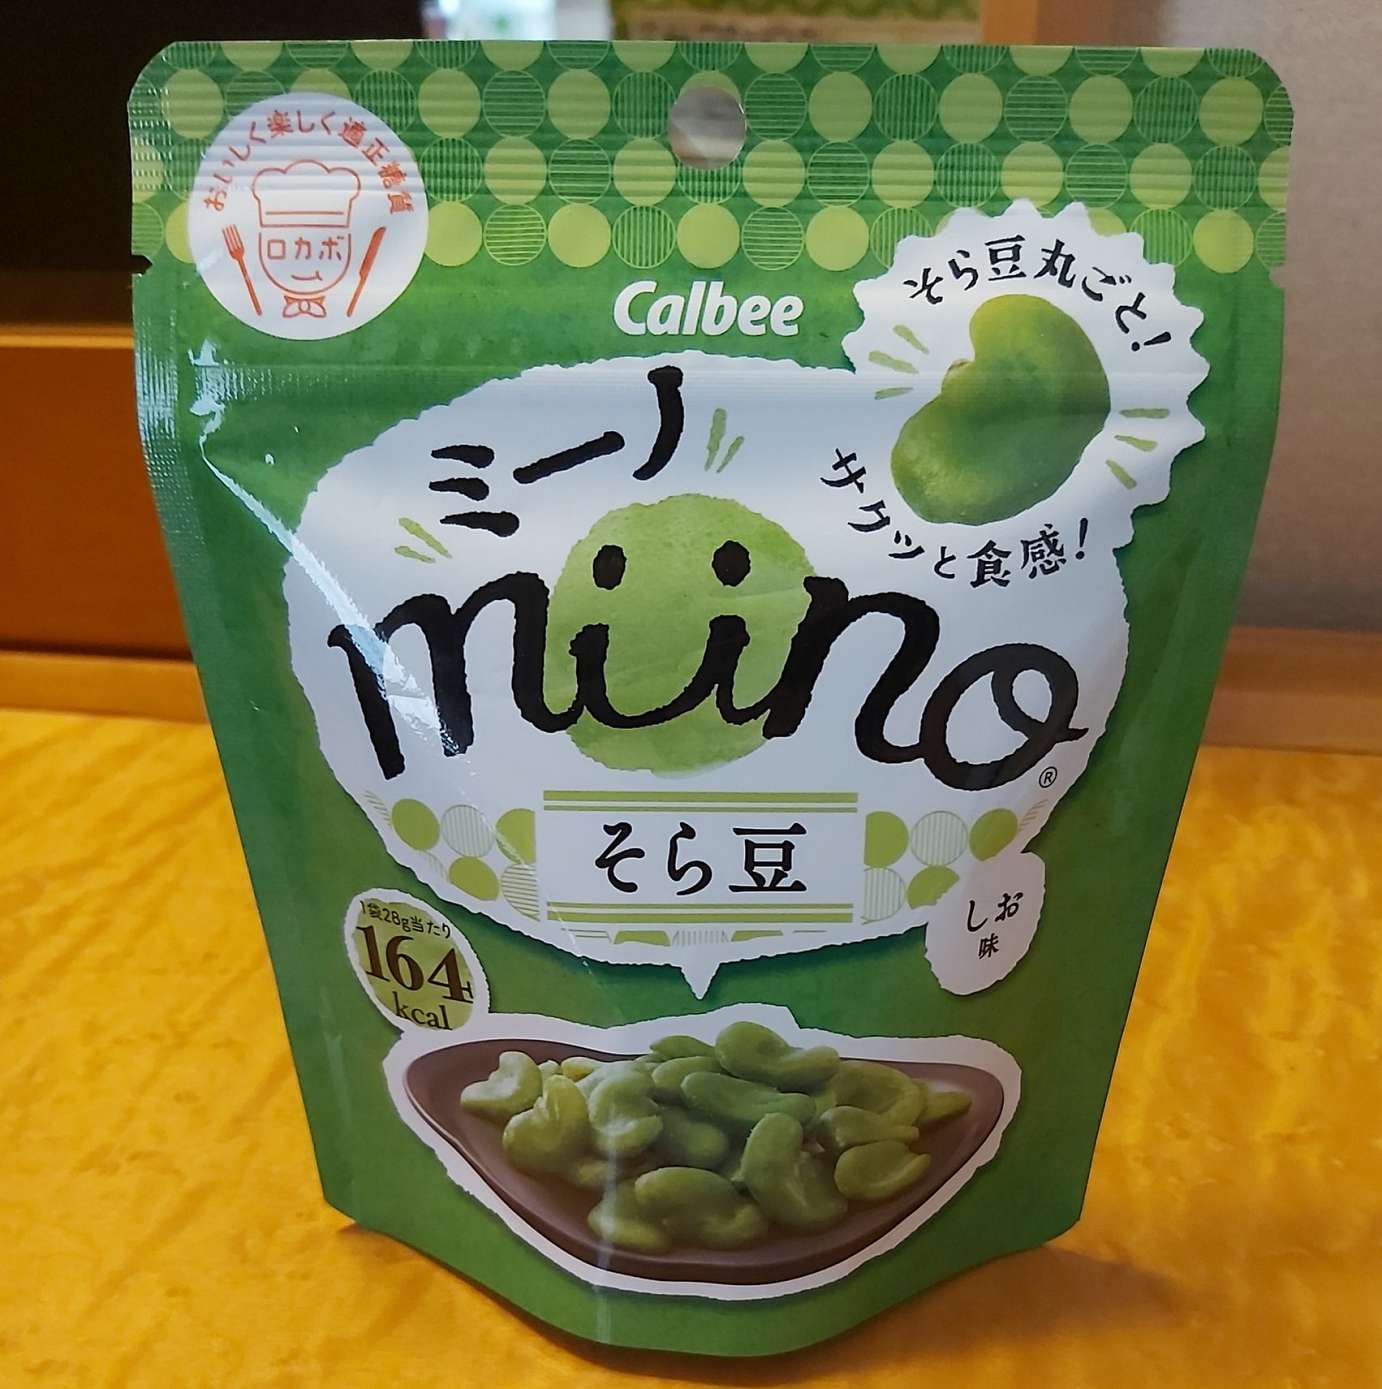 おいしく楽しく適正糖質
ロカボ
Calbee
そら豆丸ごと!
サクッと食感!
ミーノ
miino
®
そら豆
しお
味
1袋28g当たり
164
kcal